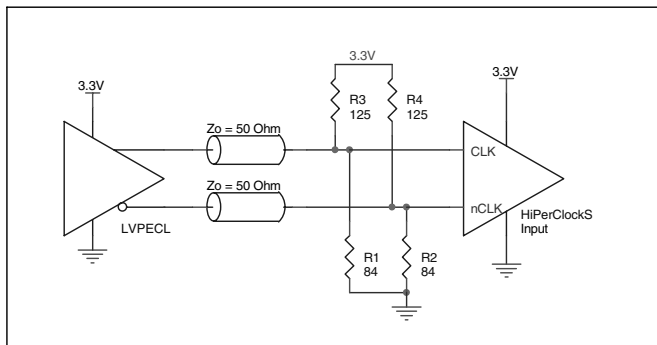 3.3V
3.3V
3.3V
R3
125
R4
125
Zo = 50 Ohm
CLK
Zo = 50 Ohm
nCLK
HiPerClockS
Input
LVPECL
R1
84
R2
84